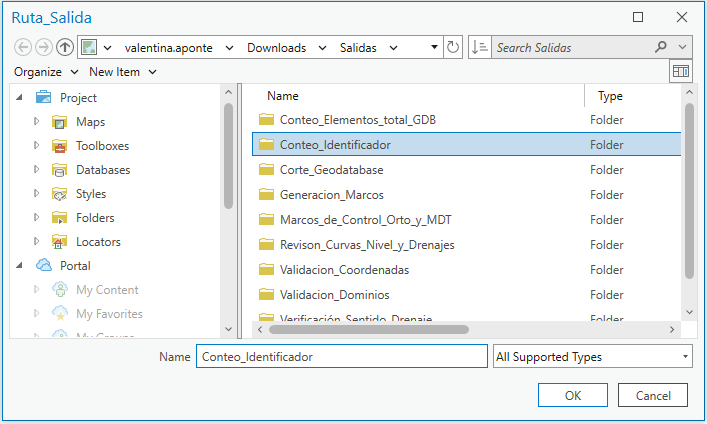 Ruta_Salida
valentina.aponte Downloads Salidas Search Salidas
Organize New Item
Project
Maps
Toolboxes
Databases
Styles
Folders
Locators
Portal
My Content
My Favorites
My Groups
Name Type
Conteo_Elementos_total_GDB Folder
Conteo_Identificador Folder
Corte_Geodatabase Folder
Generacion_Marcos Folder
Marcos_de_Control_Orto_y_MDT Folder
Revison_Curvas_Nivel_y_Drenajes Folder
Validacion_Coordenadas Folder
Validacion_Dominios Folder
Verificación_Sentido_Drenaje Folder
Name Conteo_Identificador All Supported Types
OK Cancel